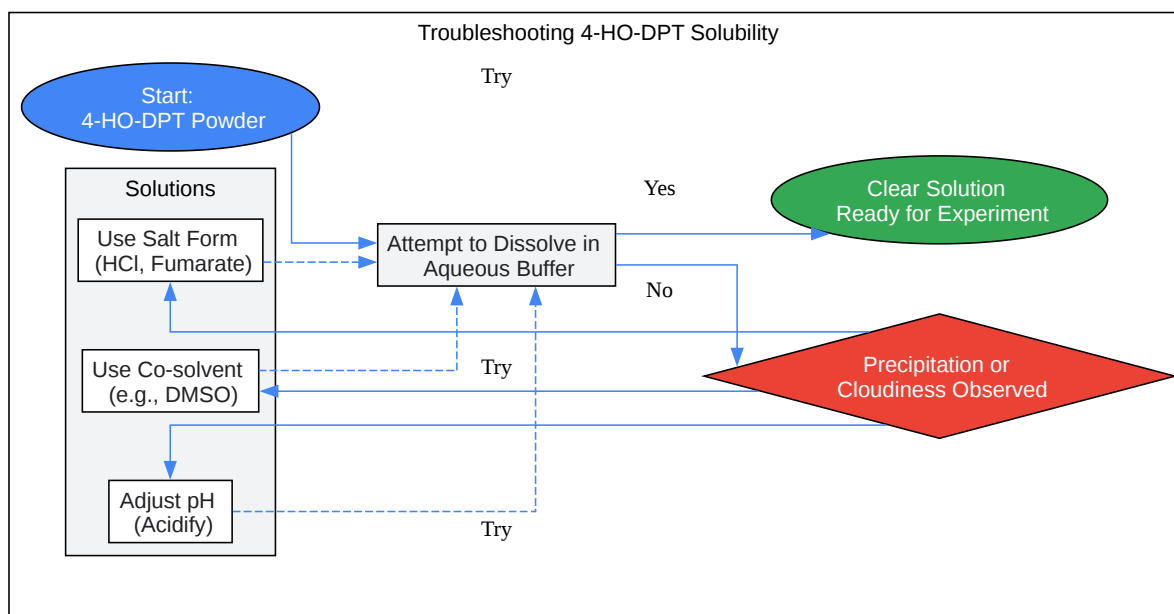 Troubleshooting 4-HO-DPT Solubility
Try
Start:
4-HO-DPT Powder
Solutions
Yes
Clear Solution
Ready for Experiment
Use Salt Form
(HCl, Fumarate)
Attempt to Dissolve in
Aqueous Buffer
No
Use Co-solvent
(e.g., DMSO)
Try
Precipitation or
Cloudiness Observed
Adjust pH
(Acidify)
Try